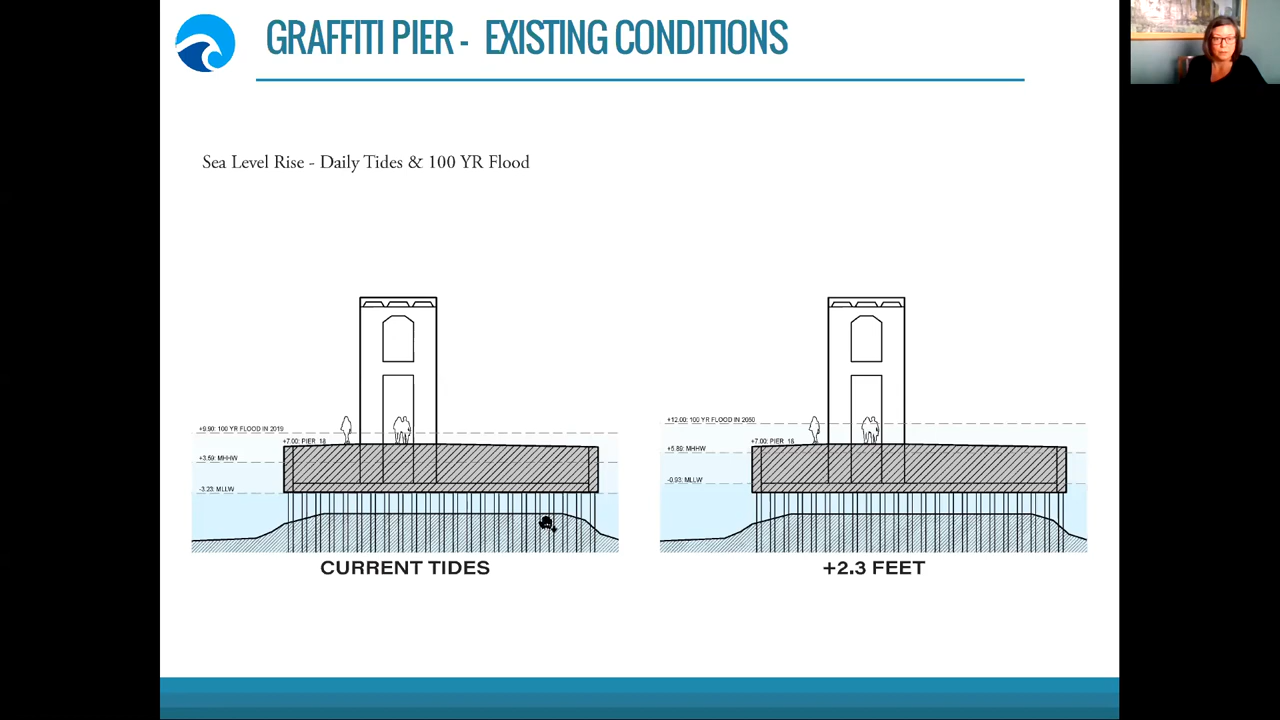 GRAFFITI PIER - EXISTING CONDITIONS
Sea Level Rise - Daily Tides & 100 YR Flood
+9.90: 100 YR FLOOD IN 2019
+7.00: PIER 18
+3.59: MHHW
-3.23: MLLW
CURRENT TIDES
+12.00: 100 YR FLOOD IN 2050
+7.00: PIER 18
+5.89: MHHW
-0.93: MLLW
+2.3 FEET